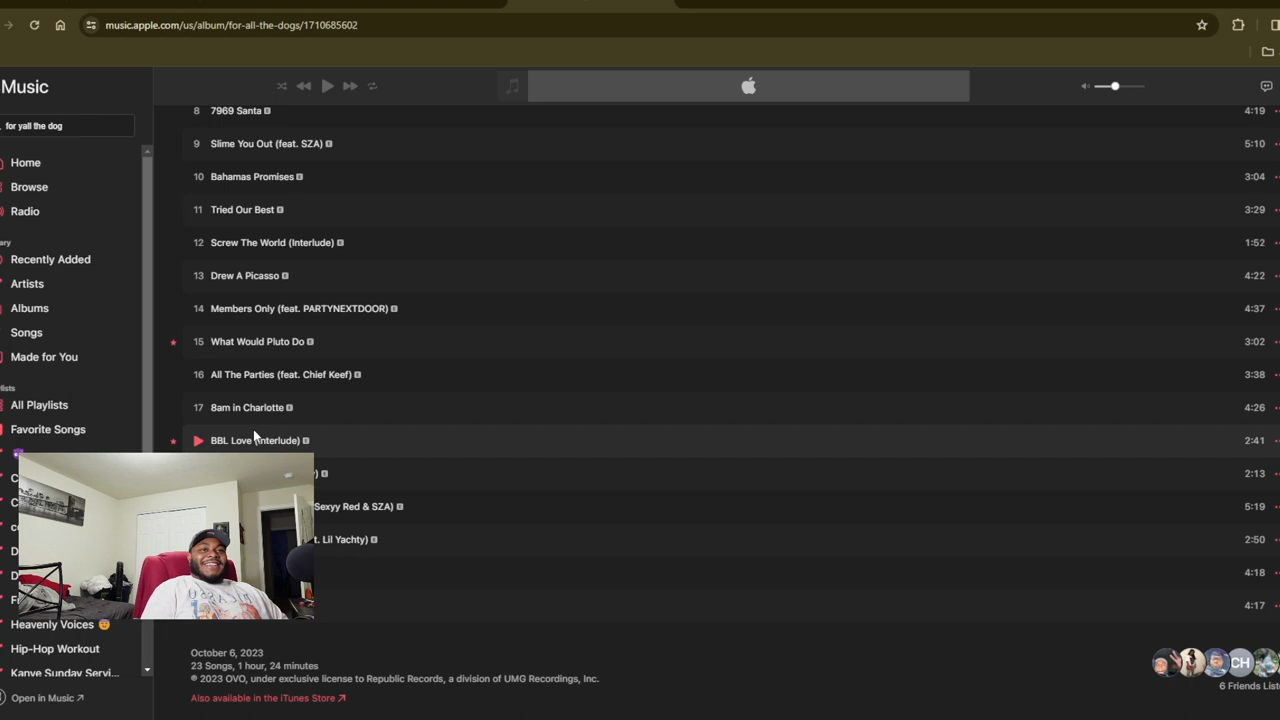 music.apple.com/us/album/for-all-the-dogs/1710685602
Music
for yall the dog
Home
Browse
Radio
Recently Added
Artists
Albums
Songs
Made for You
All Playlists
Favorite Songs
Heavenly Voices
Hip-Hop Workout
Kanye Sunday Servi...
Open in Music ↗
8 7969 Santa E 4:19
9 Slime You Out (feat. SZA) E 5:10
10 Bahamas Promises E 3:04
11 Tried Our Best E 3:29
12 Screw The World (Interlude) E 1:52
13 Drew A Picasso E 4:22
14 Members Only (feat. PARTYNEXTDOOR) E 4:37
15 What Would Pluto Do E 3:02
16 All The Parties (feat. Chief Keef) E 3:38
17 8am in Charlotte E 4:26
BBL Love (Interlude) E 2:41
) E 2:13
Sexyy Red & SZA) E 5:19
t. Lil Yachty) E 2:50
4:18
4:17
October 6, 2023
23 Songs, 1 hour, 24 minutes
℗ 2023 OVO, under exclusive license to Republic Records, a division of UMG Recordings, Inc.
Also available in the iTunes Store ↗
CH
6 Friends List